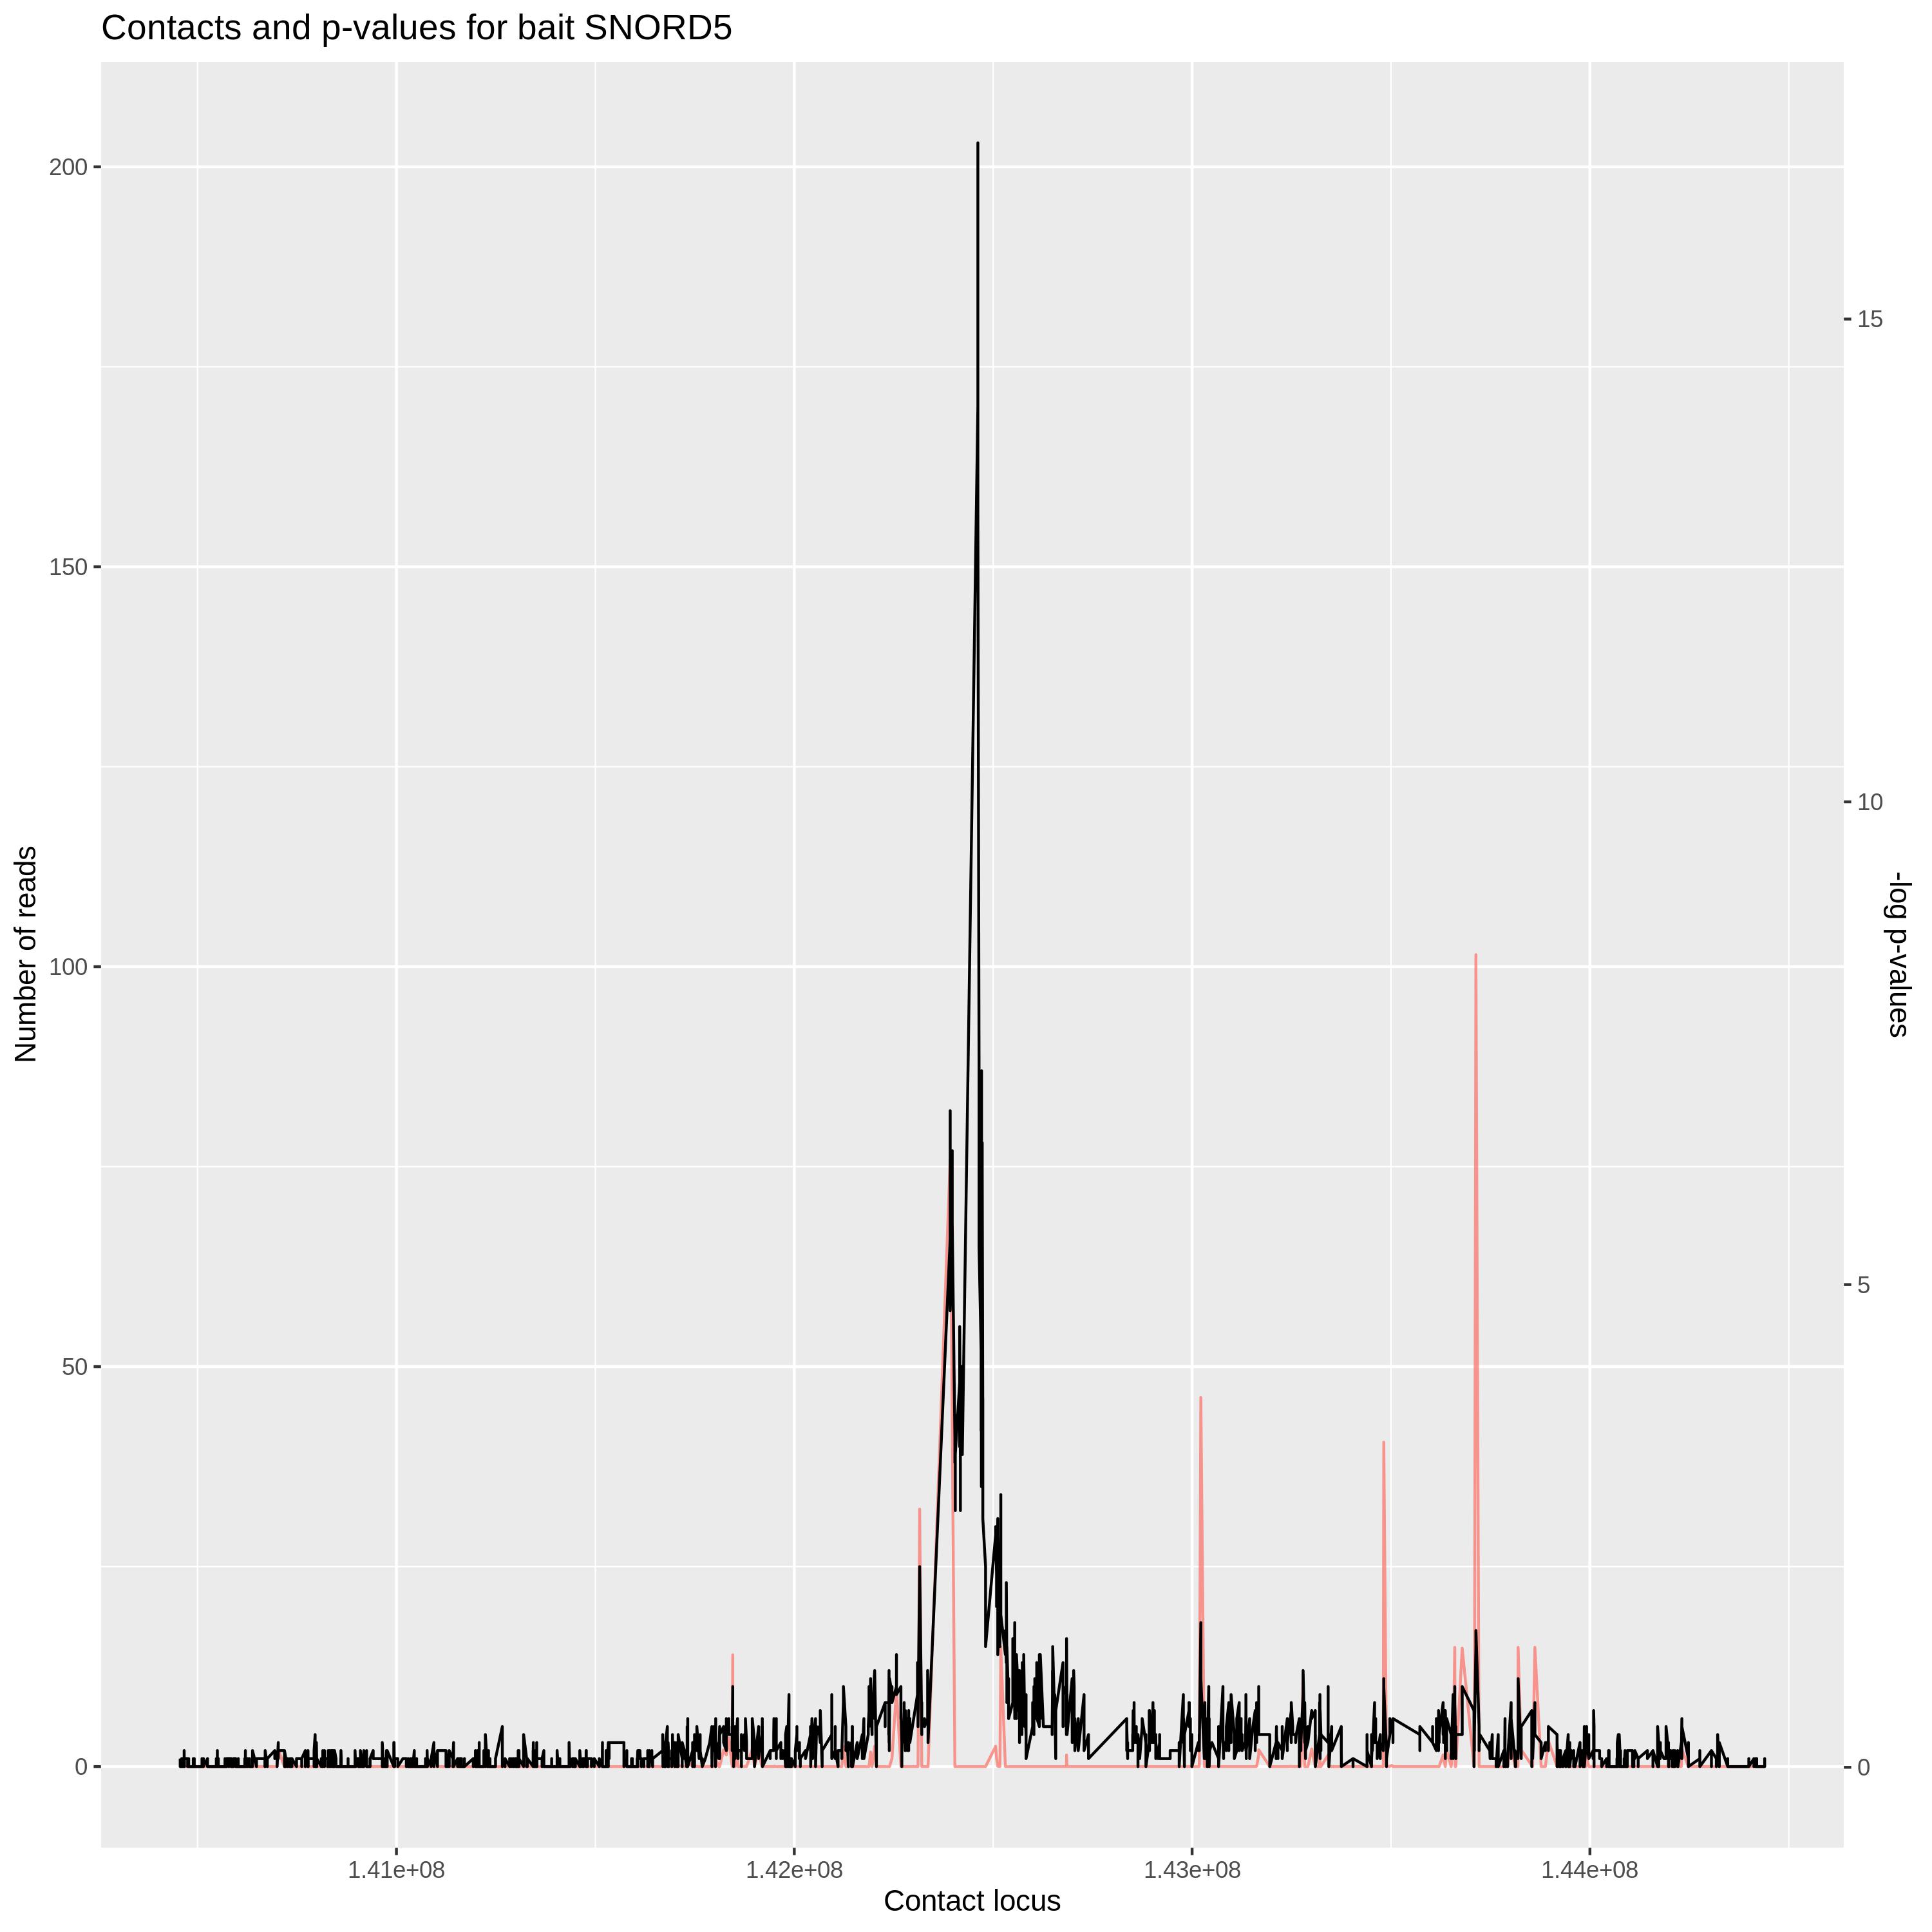 Contacts and p-values for bait SNORD5
200
150
100
50
0
Number of reads
15
10
5
0
-log p-values
1.41e+08
1.42e+08
1.43e+08
1.44e+08
Contact locus